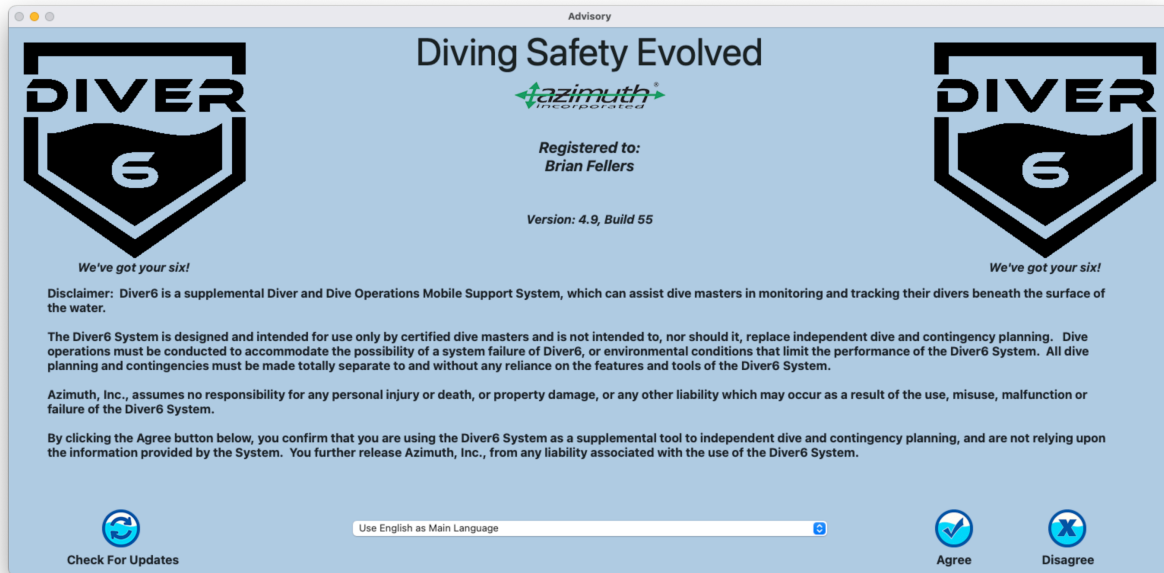 Advisory
Diving Safety Evolved
DIVER
6
We've got your six!
azimuth®
incorporated
Registered to:
Brian Fellers
Version: 4.9, Build 55
DIVER
6
We've got your six!
Disclaimer:  Diver6 is a supplemental Diver and Dive Operations Mobile Support System, which can assist dive masters in monitoring and tracking their divers beneath the surface of
the water.
The Diver6 System is designed and intended for use only by certified dive masters and is not intended to, nor should it, replace independent dive and contingency planning.   Dive
operations must be conducted to accommodate the possibility of a system failure of Diver6, or environmental conditions that limit the performance of the Diver6 System.  All dive
planning and contingencies must be made totally separate to and without any reliance on the features and tools of the Diver6 System.
Azimuth, Inc., assumes no responsibility for any personal injury or death, or property damage, or any other liability which may occur as a result of the use, misuse, malfunction or
failure of the Diver6 System.
By clicking the Agree button below, you confirm that you are using the Diver6 System as a supplemental tool to independent dive and contingency planning, and are not relying upon
the information provided by the System.  You further release Azimuth, Inc., from any liability associated with the use of the Diver6 System.
Check For Updates
Use English as Main Language
Agree
Disagree